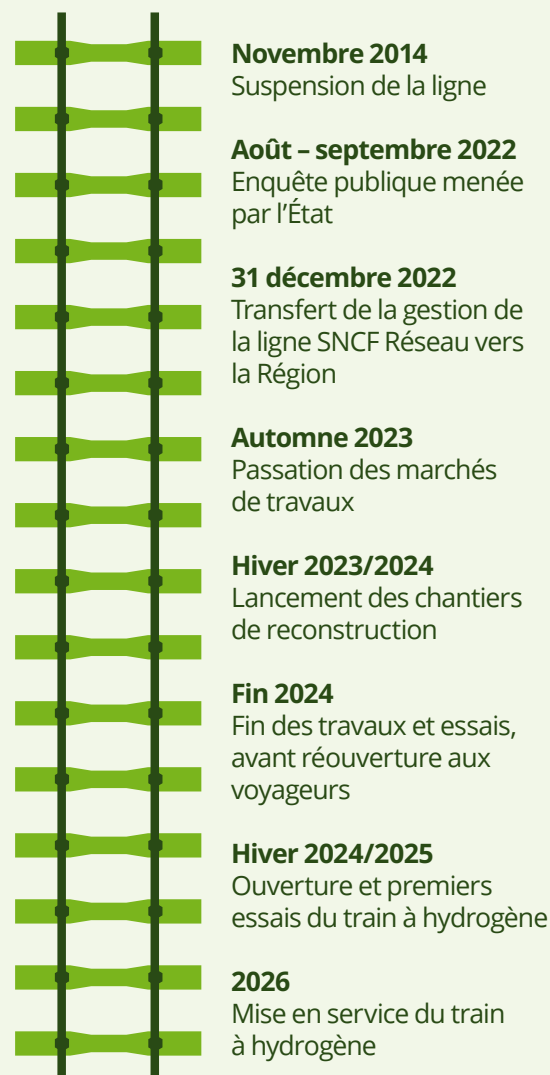 Novembre 2014
Suspension de la ligne
Août – septembre 2022
Enquête publique menée
par l’État
31 décembre 2022
Transfert de la gestion de
la ligne SNCF Réseau vers
la Région
Automne 2023
Passation des marchés
de travaux
Hiver 2023/2024
Lancement des chantiers
de reconstruction
Fin 2024
Fin des travaux et essais,
avant réouverture aux
voyageurs
Hiver 2024/2025
Ouverture et premiers
essais du train à hydrogène
2026
Mise en service du train
à hydrogène